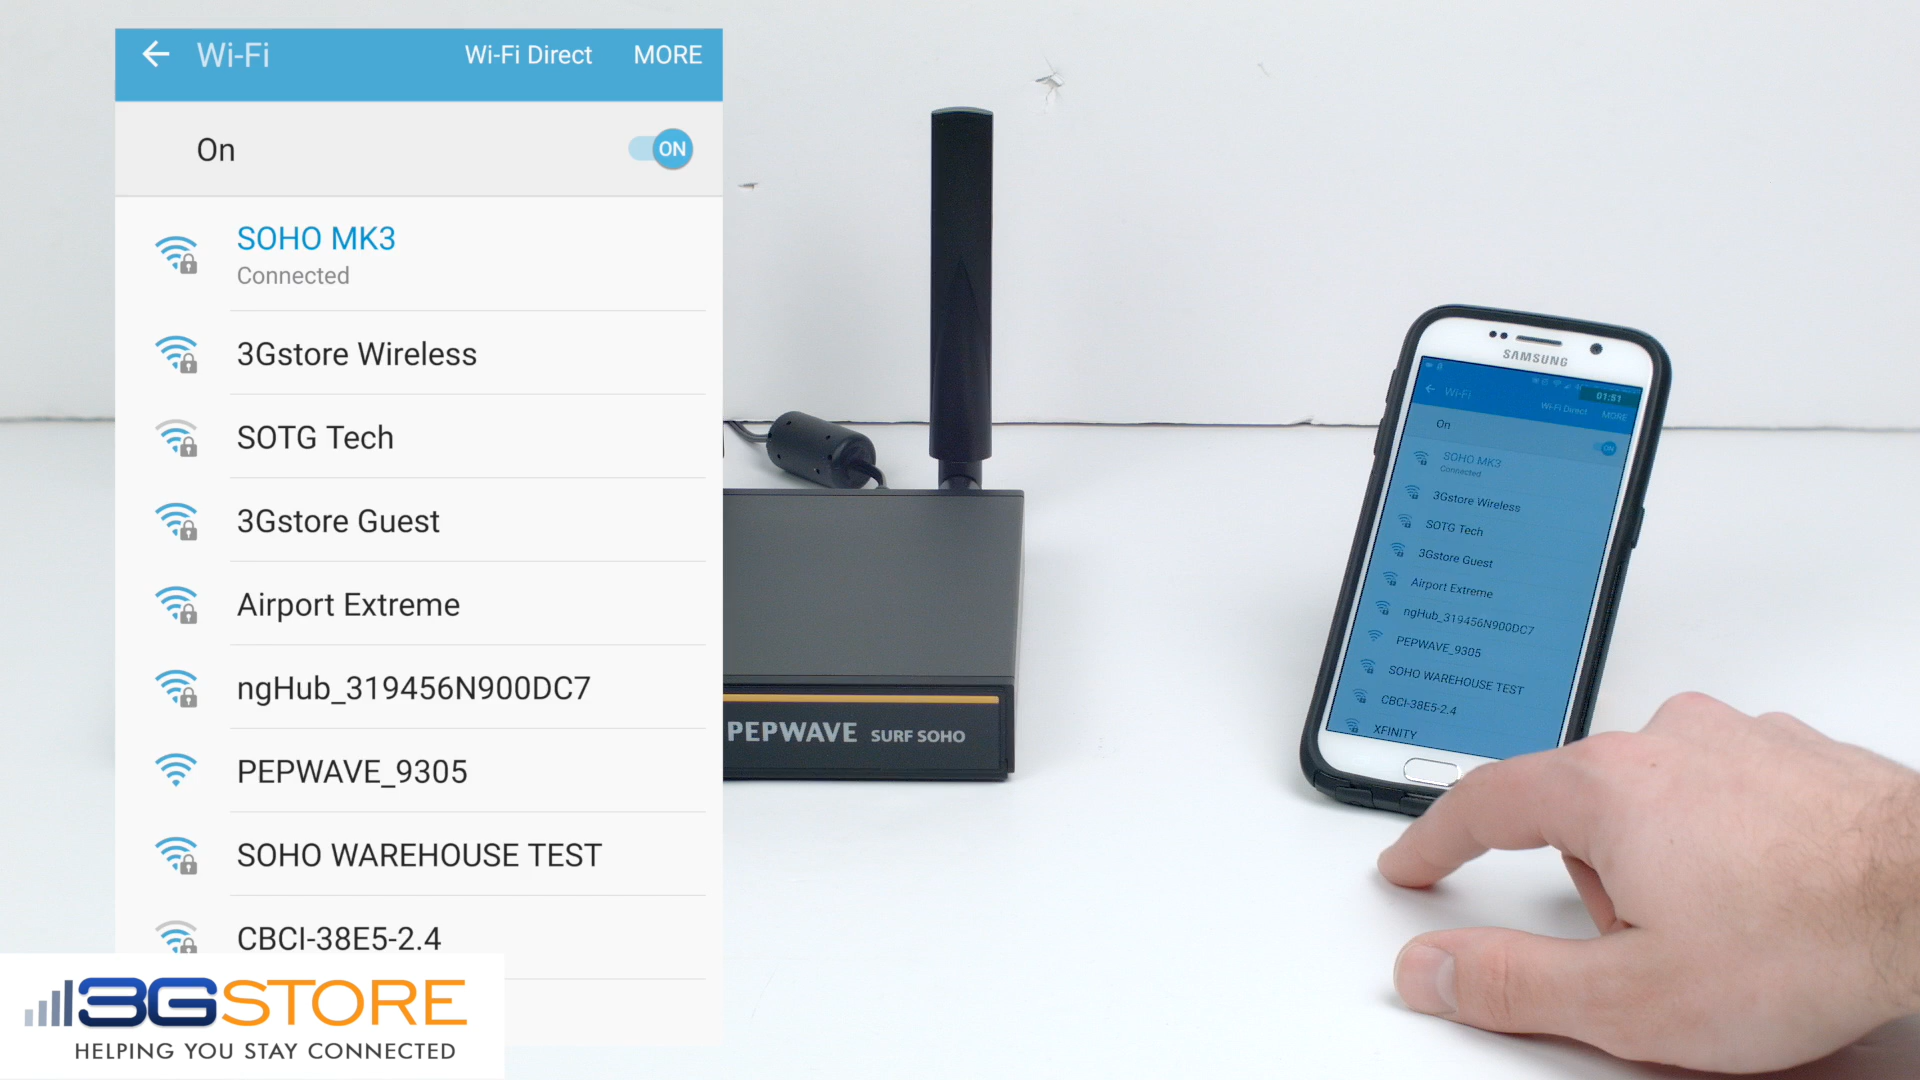 Wi-Fi
Wi-Fi Direct
MORE
On
ON
SOHO MK3
Connected
3Gstore Wireless
SOTG Tech
3Gstore Guest
Airport Extreme
ngHub_319456N900DC7
PEPWAVE_9305
SOHO WAREHOUSE TEST
CBCI-38E5-2.4
3GSTORE
HELPING YOU STAY CONNECTED
PEPWAVE SURF SOHO
SAMSUNG
01:51
Wi-Fi
Wi-Fi Direct
MORE
On
ON
SOHO MK3
Connected
3Gstore Wireless
SOTG Tech
3Gstore Guest
Airport Extreme
ngHub_319456N900DC7
PEPWAVE_9305
SOHO WAREHOUSE TEST
CBCI-38E5-2.4
XFINITY